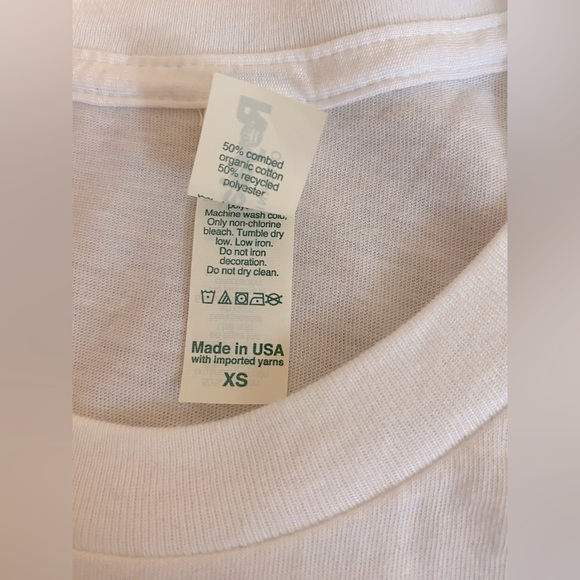 50% combed
organic cotton
50% recycled
polyester
Machine wash cold.
Only non-chlorine
bleach. Tumble dry
low. Low iron.
Do not iron
decoration.
Do not dry clean.
Made in USA
with imported yarns
XS